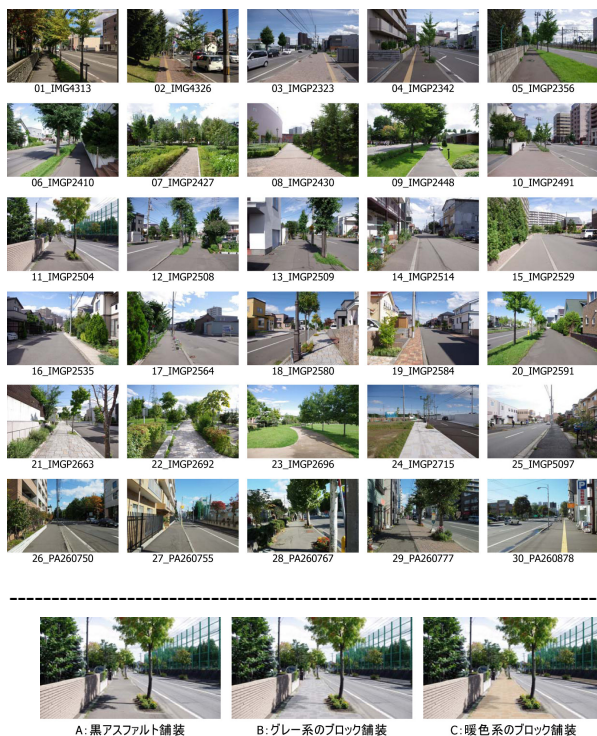 01_IMG4313 02_IMG4326 03_IMGP2323 04_IMGP2342 05_IMGP2356
06_IMGP2410 07_IMGP2427 08_IMGP2430 09_IMGP2448 10_IMGP2491
11_IMGP2504 12_IMGP2508 13_IMGP2509 14_IMGP2514 15_IMGP2529
16_IMGP2535 17_IMGP2564 18_IMGP2580 19_IMGP2584 20_IMGP2591
21_IMGP2663 22_IMGP2692 23_IMGP2696 24_IMGP2715 25_IMGP5097
26_PA260750 27_PA260755 28_PA260767 29_PA260777 30_PA260878
A:黒アスファルト舗装 B:グレー系のブロック舗装 C:暖色系のブロック舗装